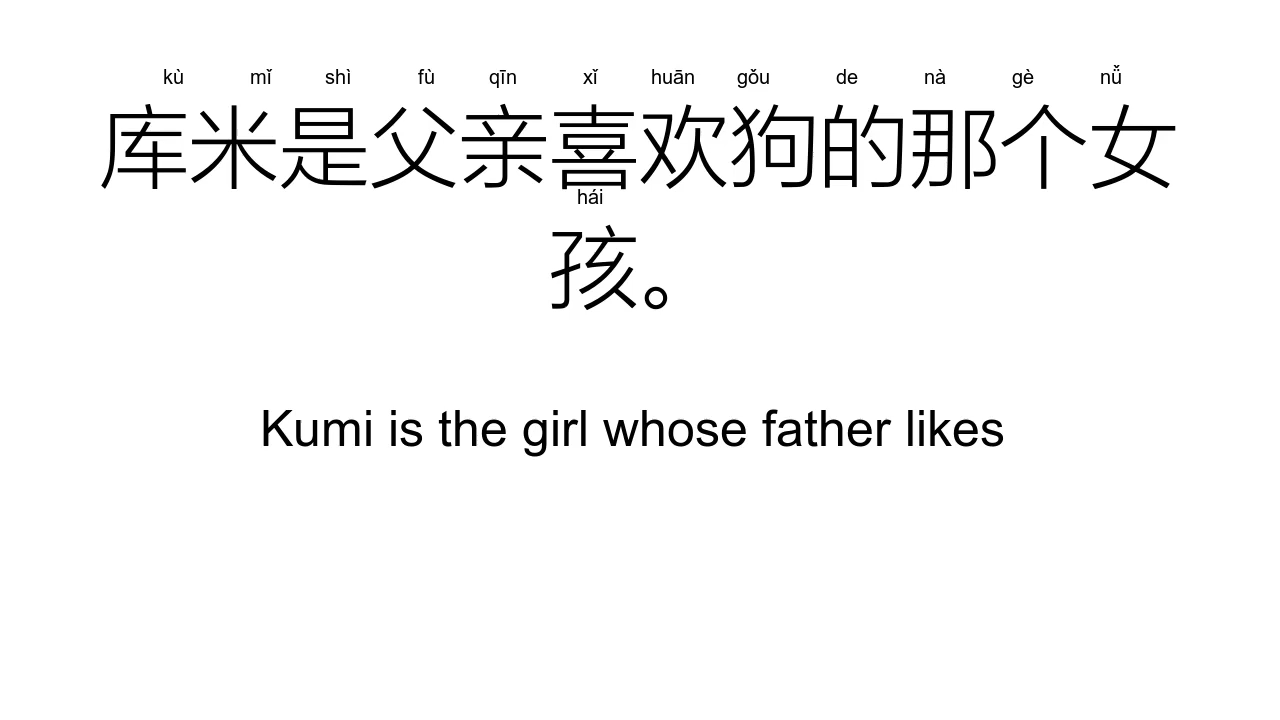 kù mǐ shì fù qīn xǐ huān gǒu de nà gè nǚ
库米是父亲喜欢狗的那个女
hái
孩。
Kumi is the girl whose father likes